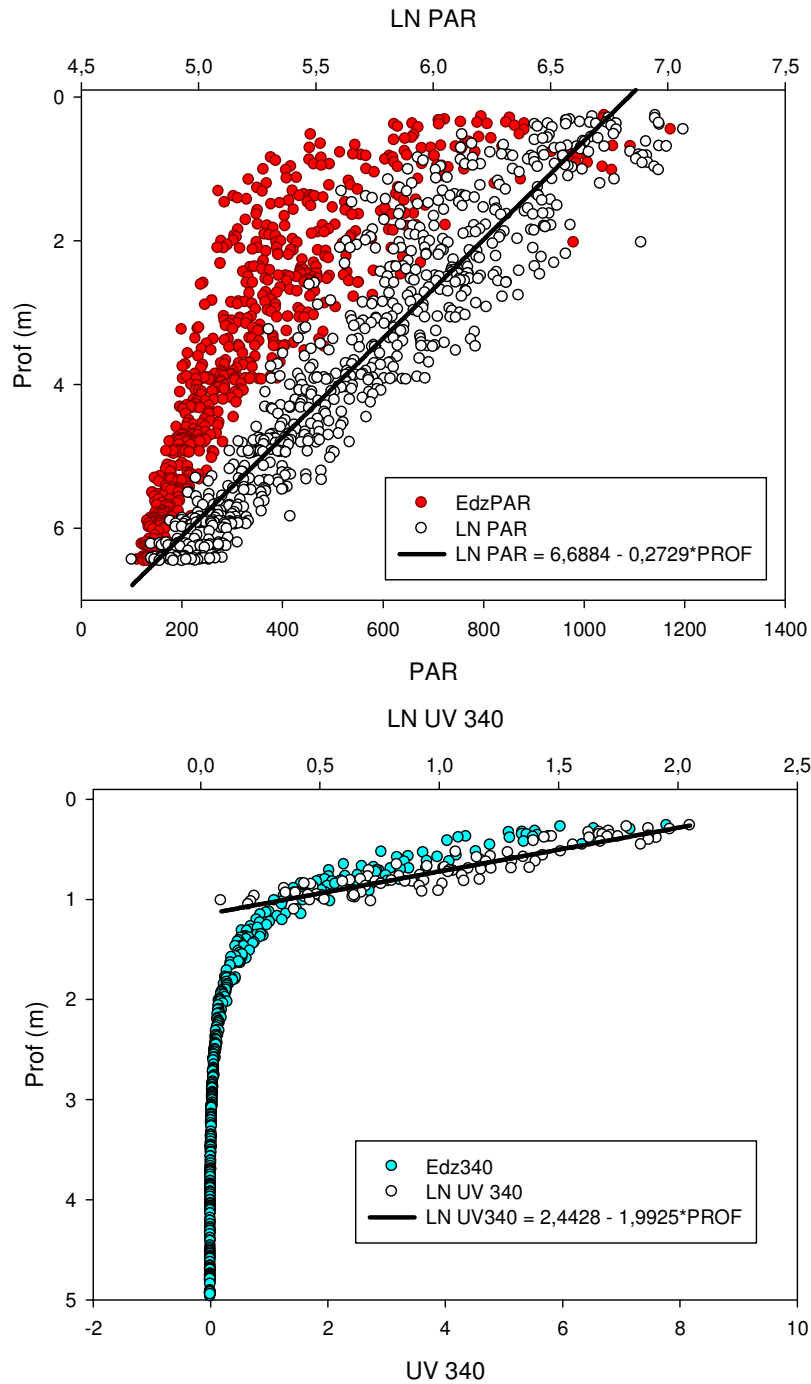 LN PAR
4,5 5,0 5,5 6,0 6,5 7,0 7,5
0
2
4
6
Prof (m)
EdzPAR
LN PAR
LN PAR = 6,6884 - 0,2729*PROF
0 200 400 600 800 1000 1200 1400
PAR
LN UV 340
0,0 0,5 1,0 1,5 2,0 2,5
0
1
2
3
4
5
Prof (m)
Edz340
LN UV 340
LN UV340 = 2,4428 - 1,9925*PROF
-2 0 2 4 6 8 10
UV 340